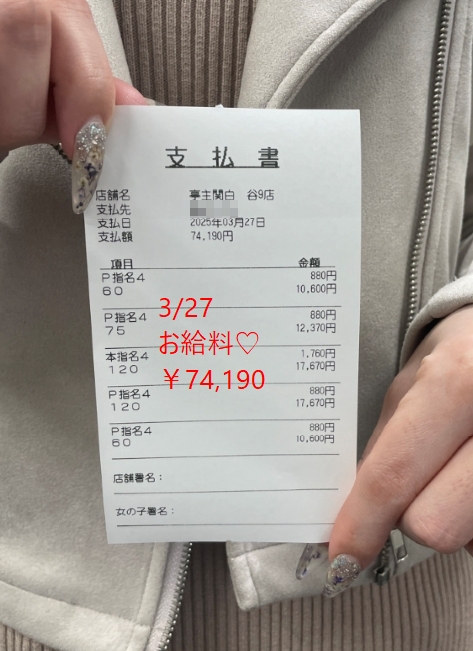 支払書
店舗名 亭主関白 谷9店
支払先
支払日 2025年03月27日
支払額 74,190円
項目 金額
P指名4 880円
60 10,600円
P指名4 880円
75 12,370円
本指名4 1,760円
120 17,670円
P指名4 880円
120 17,670円
P指名4 880円
60 10,600円
店舗署名：
女の子署名：
3/27
お給料♡
￥74,190